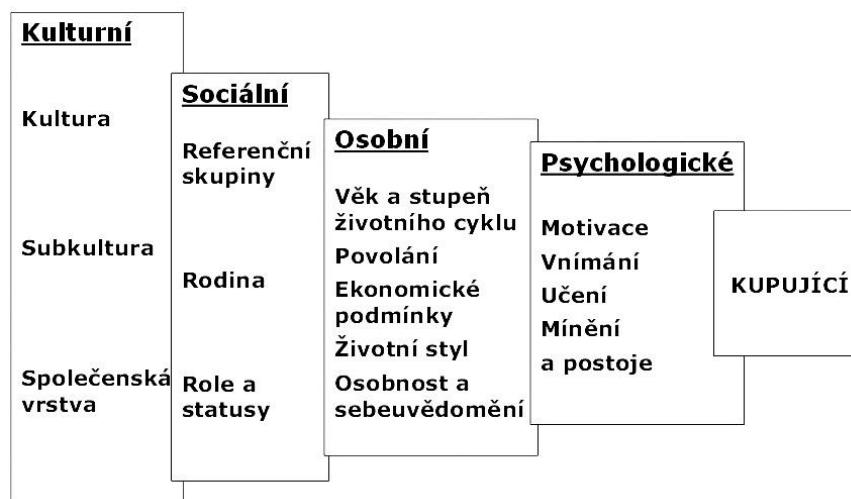 Kulturní
Kultura
Subkultura
Společenská
vrstva
Sociální
Referenční
skupiny
Rodina
Role a
statusy
Osobní
Věk a stupeň
životního cyklu
Povolání
Ekonomické
podmínky
Životní styl
Osobnost a
sebeuvědomění
Psychologické
Motivace
Vnímání
Učení
Mínění
a postoje
KUPUJÍCÍ